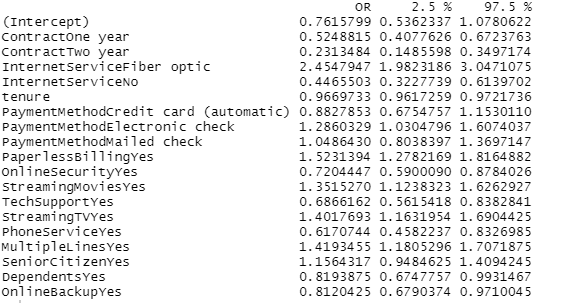 OR 2.5 % 97.5 %
(Intercept) 0.7615799 0.5362337 1.0780622
ContractOne year 0.5248815 0.4077626 0.6723763
ContractTwo year 0.2313484 0.1485598 0.3497174
InternetServiceFiber optic 2.4547947 1.9823186 3.0471075
InternetServiceNo 0.4465503 0.3227739 0.6139702
tenure 0.9669733 0.9617259 0.9721736
PaymentMethodCredit card (automatic) 0.8827853 0.6754757 1.1530110
PaymentMethodElectronic check 1.2860329 1.0304796 1.6074037
PaymentMethodMailed check 1.0486430 0.8038397 1.3697147
PaperlessBillingYes 1.5231394 1.2782169 1.8164882
OnlineSecurityYes 0.7204447 0.5900090 0.8784026
StreamingMoviesYes 1.3515270 1.1238323 1.6262927
TechSupportYes 0.6866162 0.5615418 0.8382841
StreamingTVYes 1.4017693 1.1631954 1.6904425
PhoneServiceYes 0.6170744 0.4582237 0.8326985
MultipleLinesYes 1.4193455 1.1805296 1.7071875
SeniorCitizenYes 1.1564317 0.9484625 1.4094245
DependentsYes 0.8193875 0.6747757 0.9931467
OnlineBackupYes 0.8120425 0.6790374 0.9710045